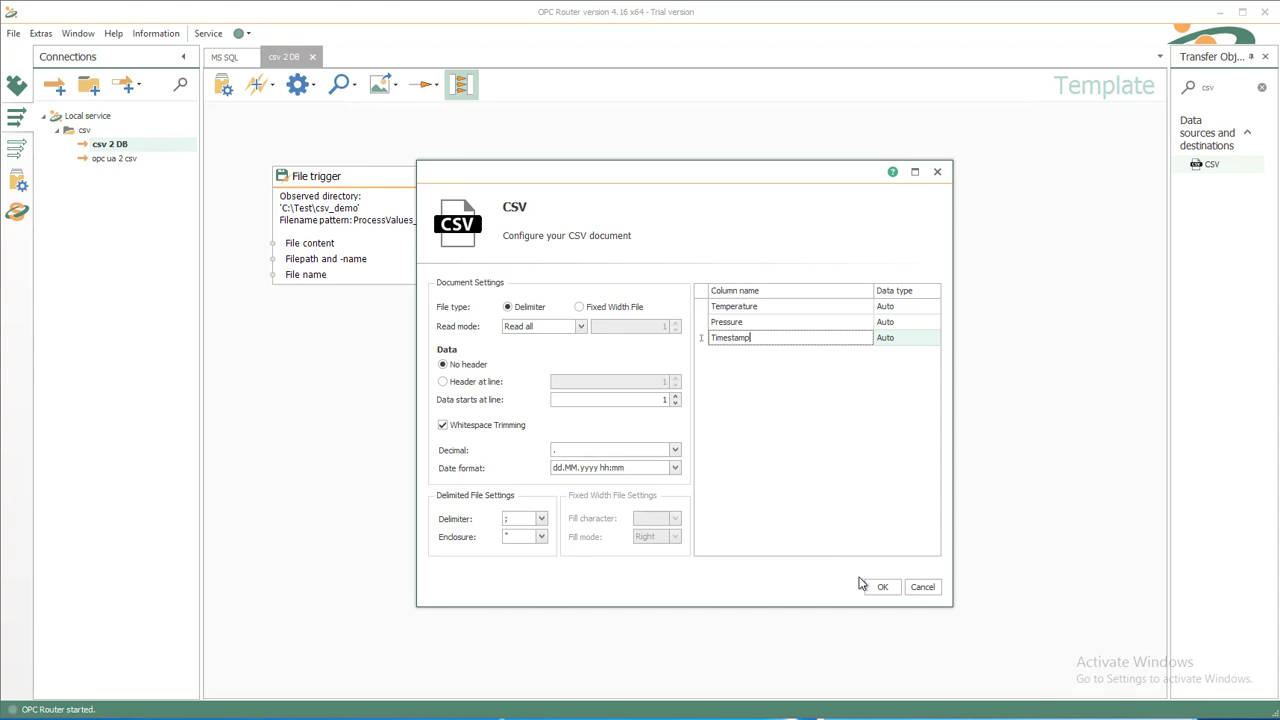 OPC Router version 4.16 x64 - Trial version
File Extras Window Help Information Service
Connections
MS SQL csv 2 DB
Transfer Obj...
Template
csv
Local service
csv
csv 2 DB
opc ua 2 csv
Data
sources and
destinations
CSV
File trigger
Observed directory:
'C:\Test\csv_demo'
Filename pattern: ProcessValues_
File content
Filepath and -name
File name
CSV
CSV
Configure your CSV document
Document Settings
File type: Delimiter Fixed Width File
Read mode: Read all 1
Data
No header
Header at line: 1
Data starts at line: 1
Whitespace Trimming
Decimal: .
Date format: dd.MM.yyyy hh:mm
Delimited File Settings
Delimiter: ;
Enclosure: "
Fixed Width File Settings
Fill character:
Fill mode: Right
Column name Data type
Temperature Auto
Pressure Auto
Timestamp Auto
OK Cancel
Activate Windows
Go to Settings to activate Windows.
OPC Router started.